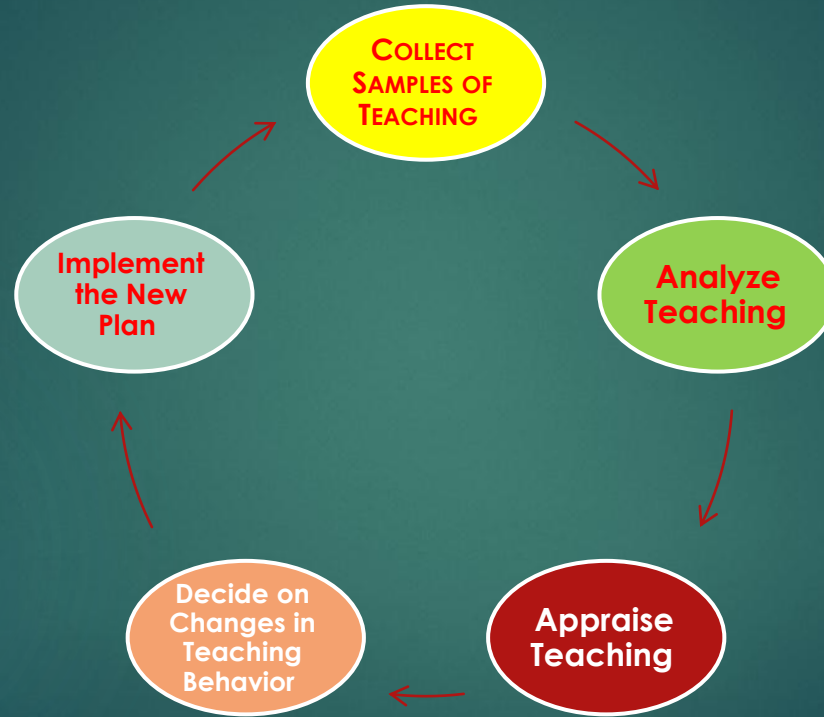 COLLECT
SAMPLES OF
TEACHING
Analyze
Teaching
Appraise
Teaching
Decide on
Changes in
Teaching
Behavior
Implement
the New
Plan